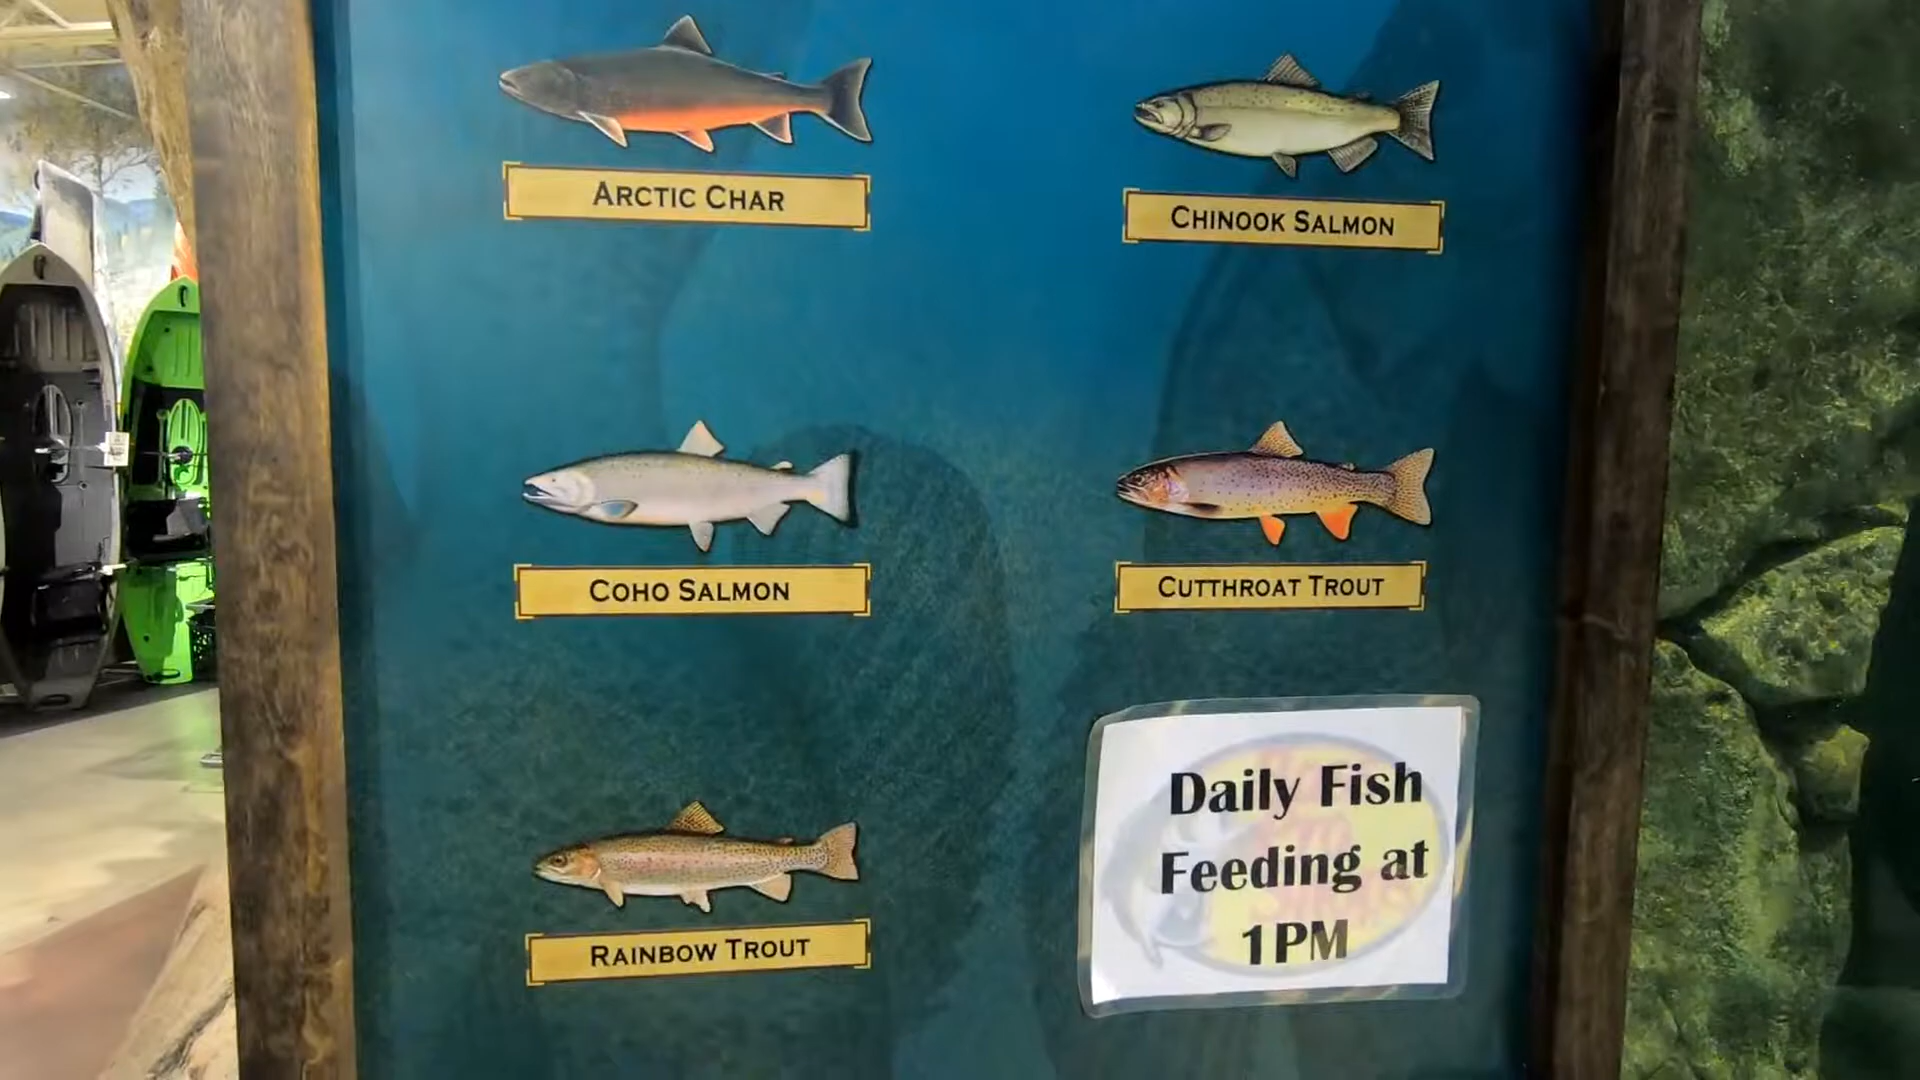 ARCTIC CHAR
CHINOOK SALMON
COHO SALMON
CUTTHROAT TROUT
RAINBOW TROUT
Daily Fish
Feeding at
1PM